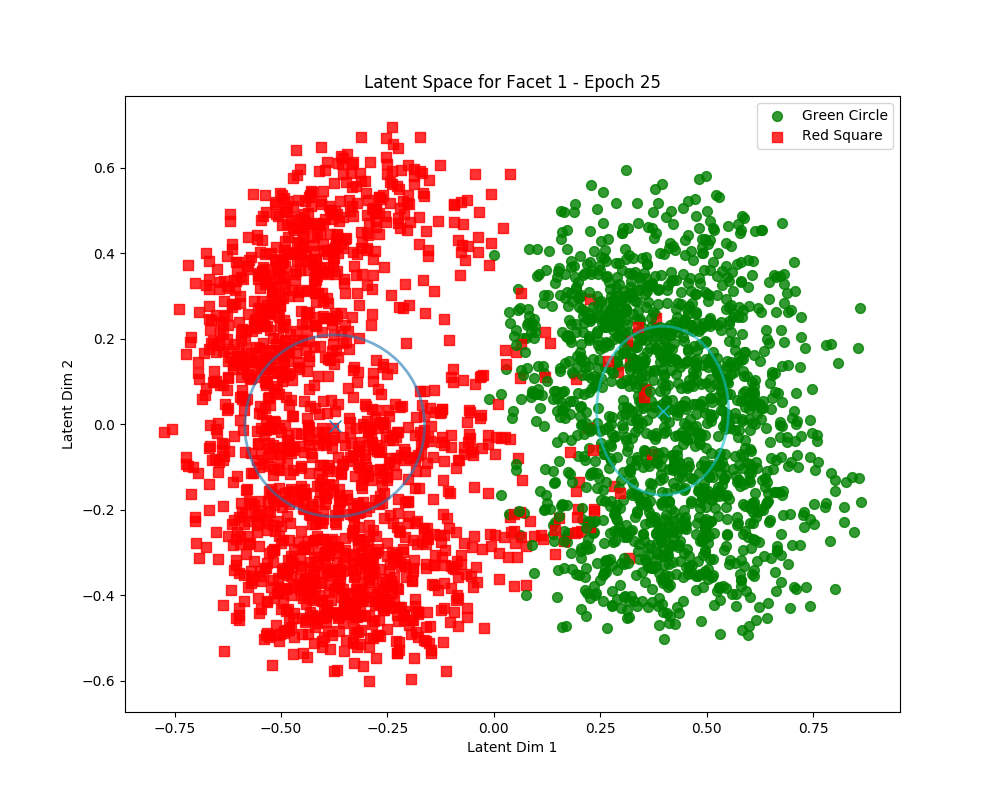 Latent Space for Facet 1 - Epoch 25
Green Circle
Red Square
Latent Dim 2
0.6
0.4
0.2
0.0
−0.2
−0.4
−0.6
−0.75
−0.50
−0.25
0.00
0.25
0.50
0.75
Latent Dim 1